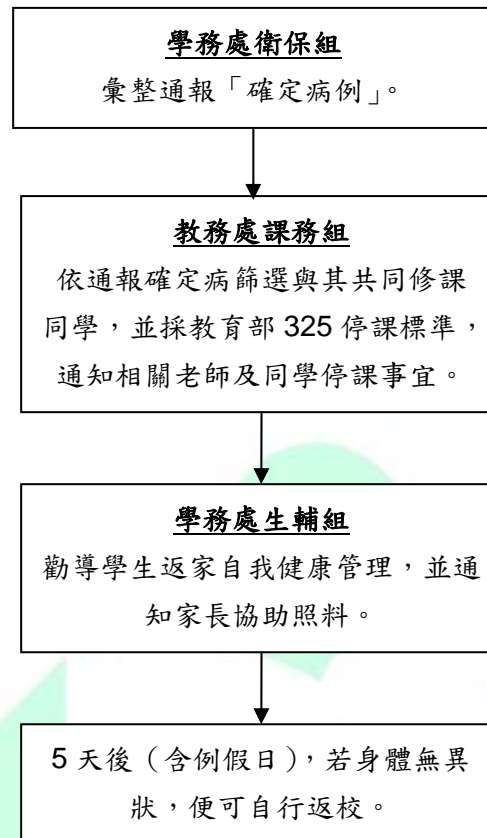 學務處衛保組
彙整通報「確定病例」。
教務處課務組
依通報確定病篩選與其共同修課
同學，並採教育部 325 停課標準，
通知相關老師及同學停課事宜。
學務處生輔組
勸導學生返家自我健康管理，並通
知家長協助照料。
5 天後（含例假日），若身體無異
狀，便可自行返校。